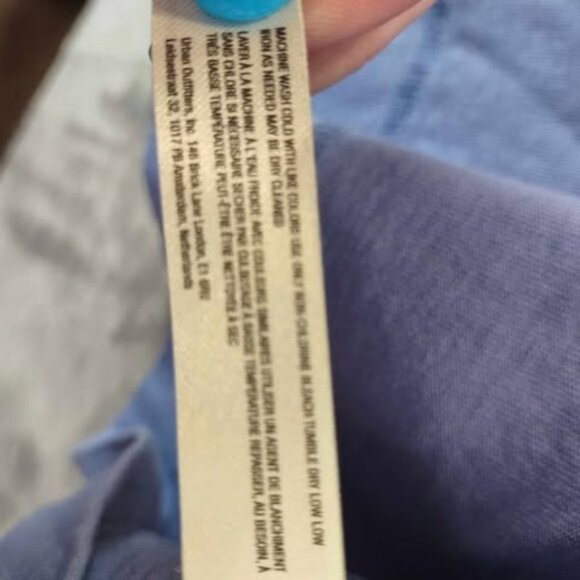 MACHINE WASH COLD WITH LIKE COLORS USE ONLY NON-CHLORINE BLEACH TUMBLE DRY LOW LOW
IRON AS NEEDED MAY BE DRY CLEANED
LAVER À LA MACHINE À L'EAU FROIDE AVEC COULEURS SIMILAIRES UTILISER UN AGENT DE BLANCHIMENT
SANS CHLORE SI NÉCESSAIRE SECHER PAR CULBUTAGE À BASSE TEMPÉRATURE REPASSER, AU BESOIN, À
TRÈS BASSE TEMPÉRATURE PEUT-ÊTRE ÊTRE NETTOYÉE À SEC
Urban Outfitters, Inc 146 Brick Lane London, E1 6RU
Leidsestraat 32, 1017 PB Amsterdam, Netherlands